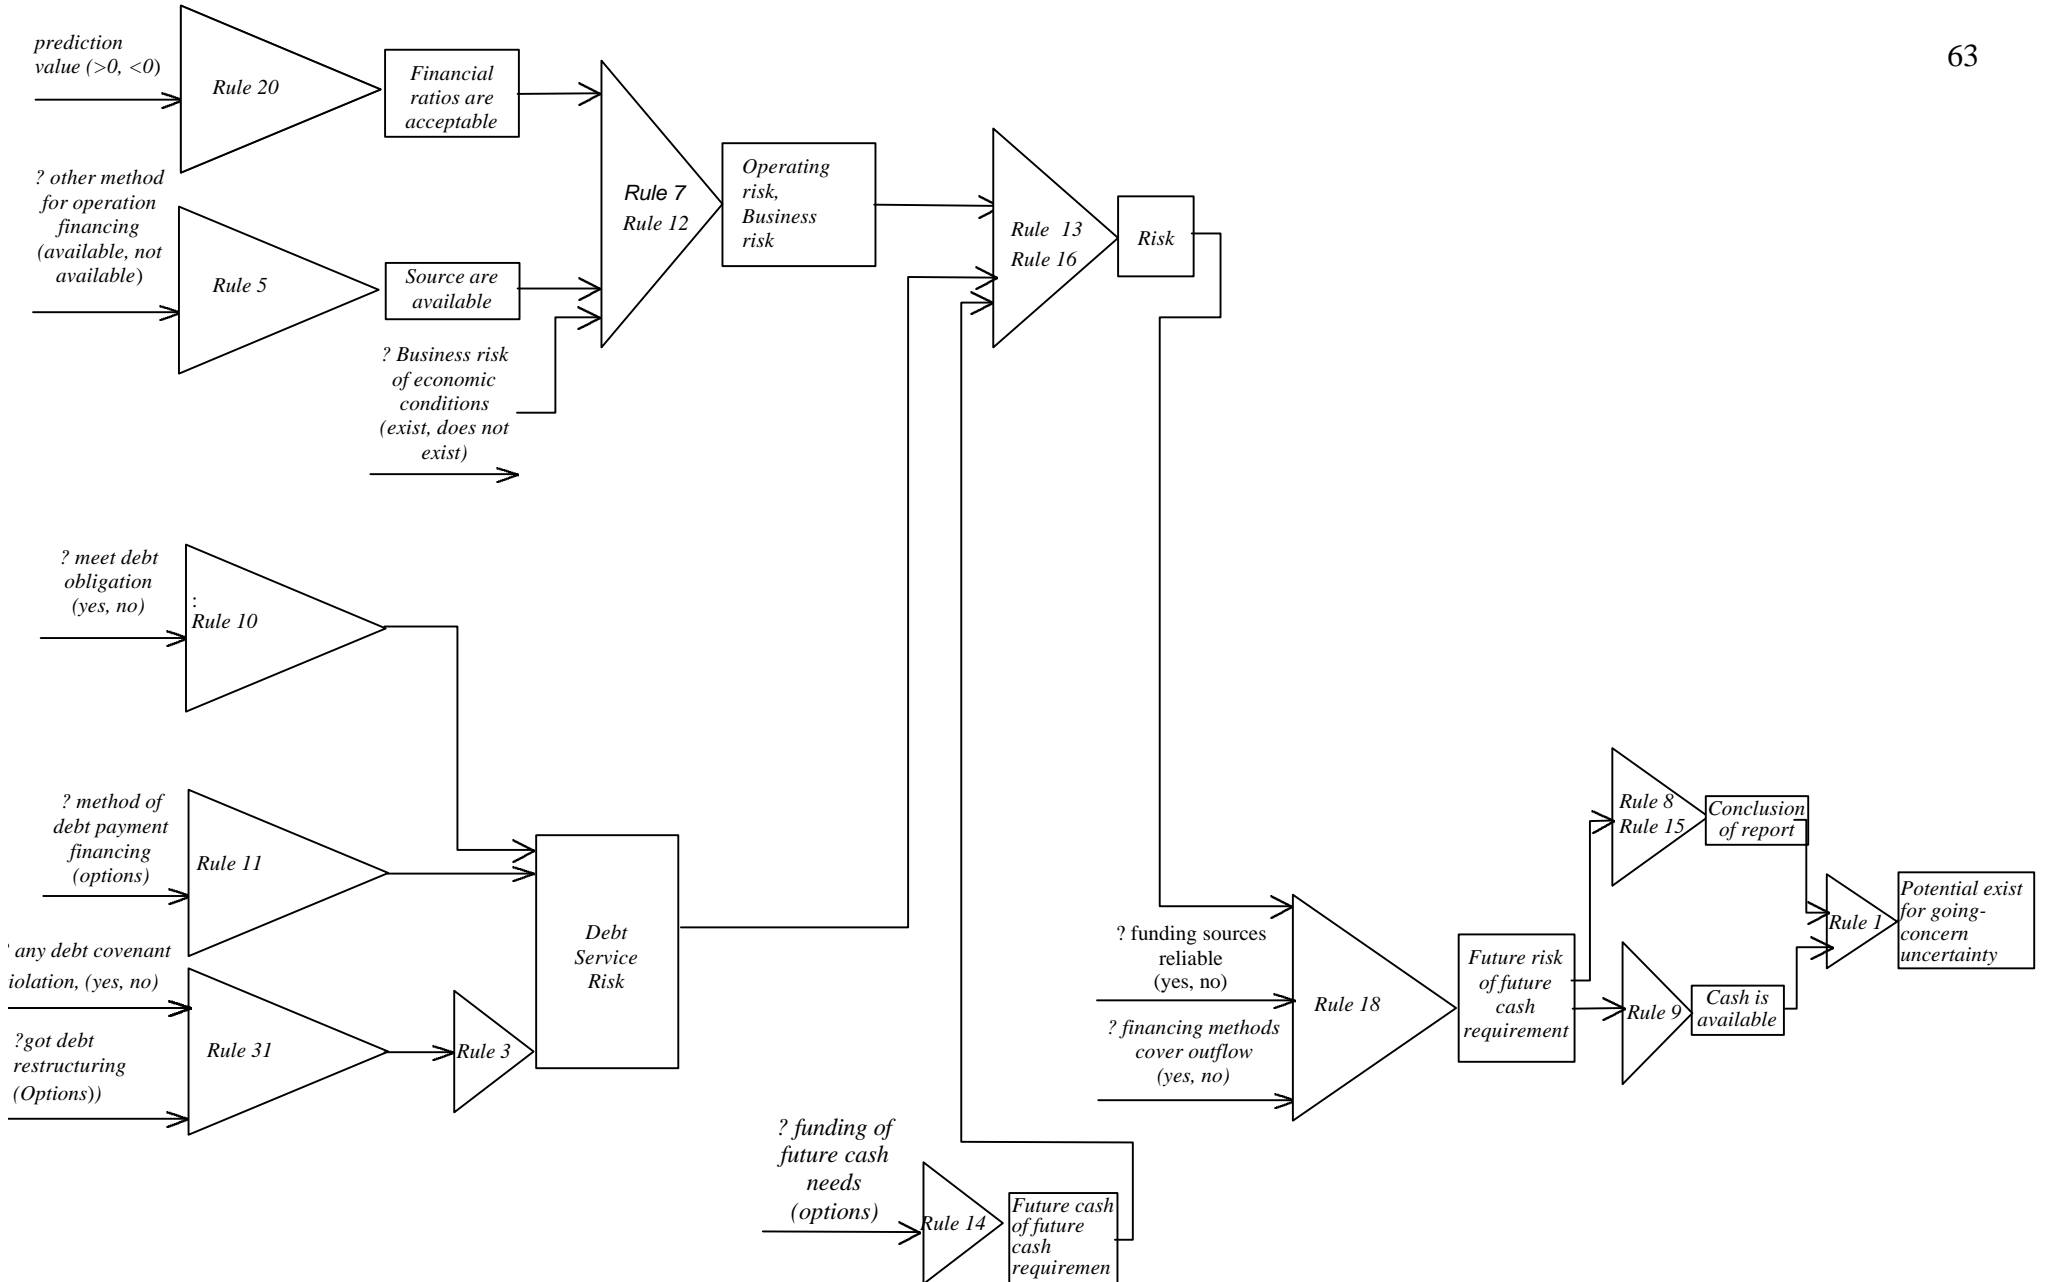 63
prediction
value (>0, <0)
Rule 20
Financial
ratios are
acceptable
? other method
for operation
financing
(available, not
available)
Rule 5
Source are
available
? Business risk
of economic
conditions
(exist, does not
exist)
Rule 7
Rule 12
Operating
risk,
Business
risk
Rule 13
Rule 16
Risk
? meet debt
obligation
(yes, no)
:
Rule 10
? method of
debt payment
financing
(options)
Rule 11
any debt covenant
iolation, (yes, no)
?got debt
restructuring
(Options))
Rule 31
Rule 3
Debt
Service
Risk
? funding of
future cash
needs
(options)
Rule 14
Future cash
of future
cash
requiremen
? funding sources
reliable
(yes, no)
? financing methods
cover outflow
(yes, no)
Rule 18
Future risk
of future
cash
requirement
Rule 8
Rule 15
Conclusion
of report
Rule 9
Cash is
available
Rule 1
Potential exist
for going-
concern
uncertainty